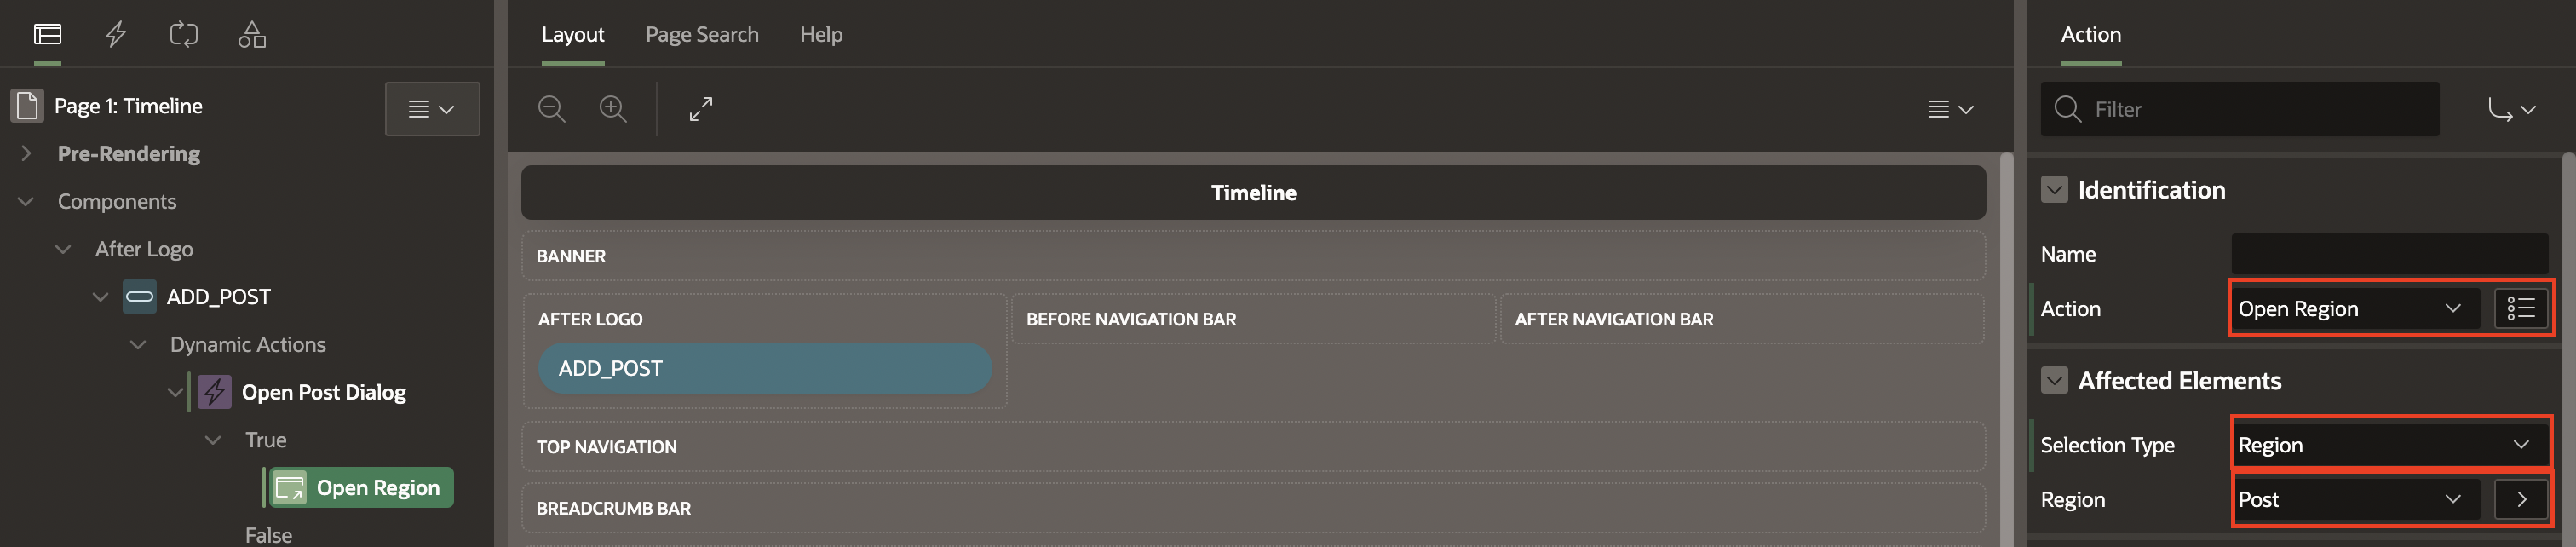 Page 1: Timeline
Pre-Rendering
Components
After Logo
ADD_POST
Dynamic Actions
Open Post Dialog
True
Open Region
False
Layout
Page Search
Help
Timeline
BANNER
AFTER LOGO
BEFORE NAVIGATION BAR
AFTER NAVIGATION BAR
ADD_POST
TOP NAVIGATION
BREADCRUMB BAR
Action
Filter
Identification
Name
Action
Open Region
Affected Elements
Selection Type
Region
Region
Post